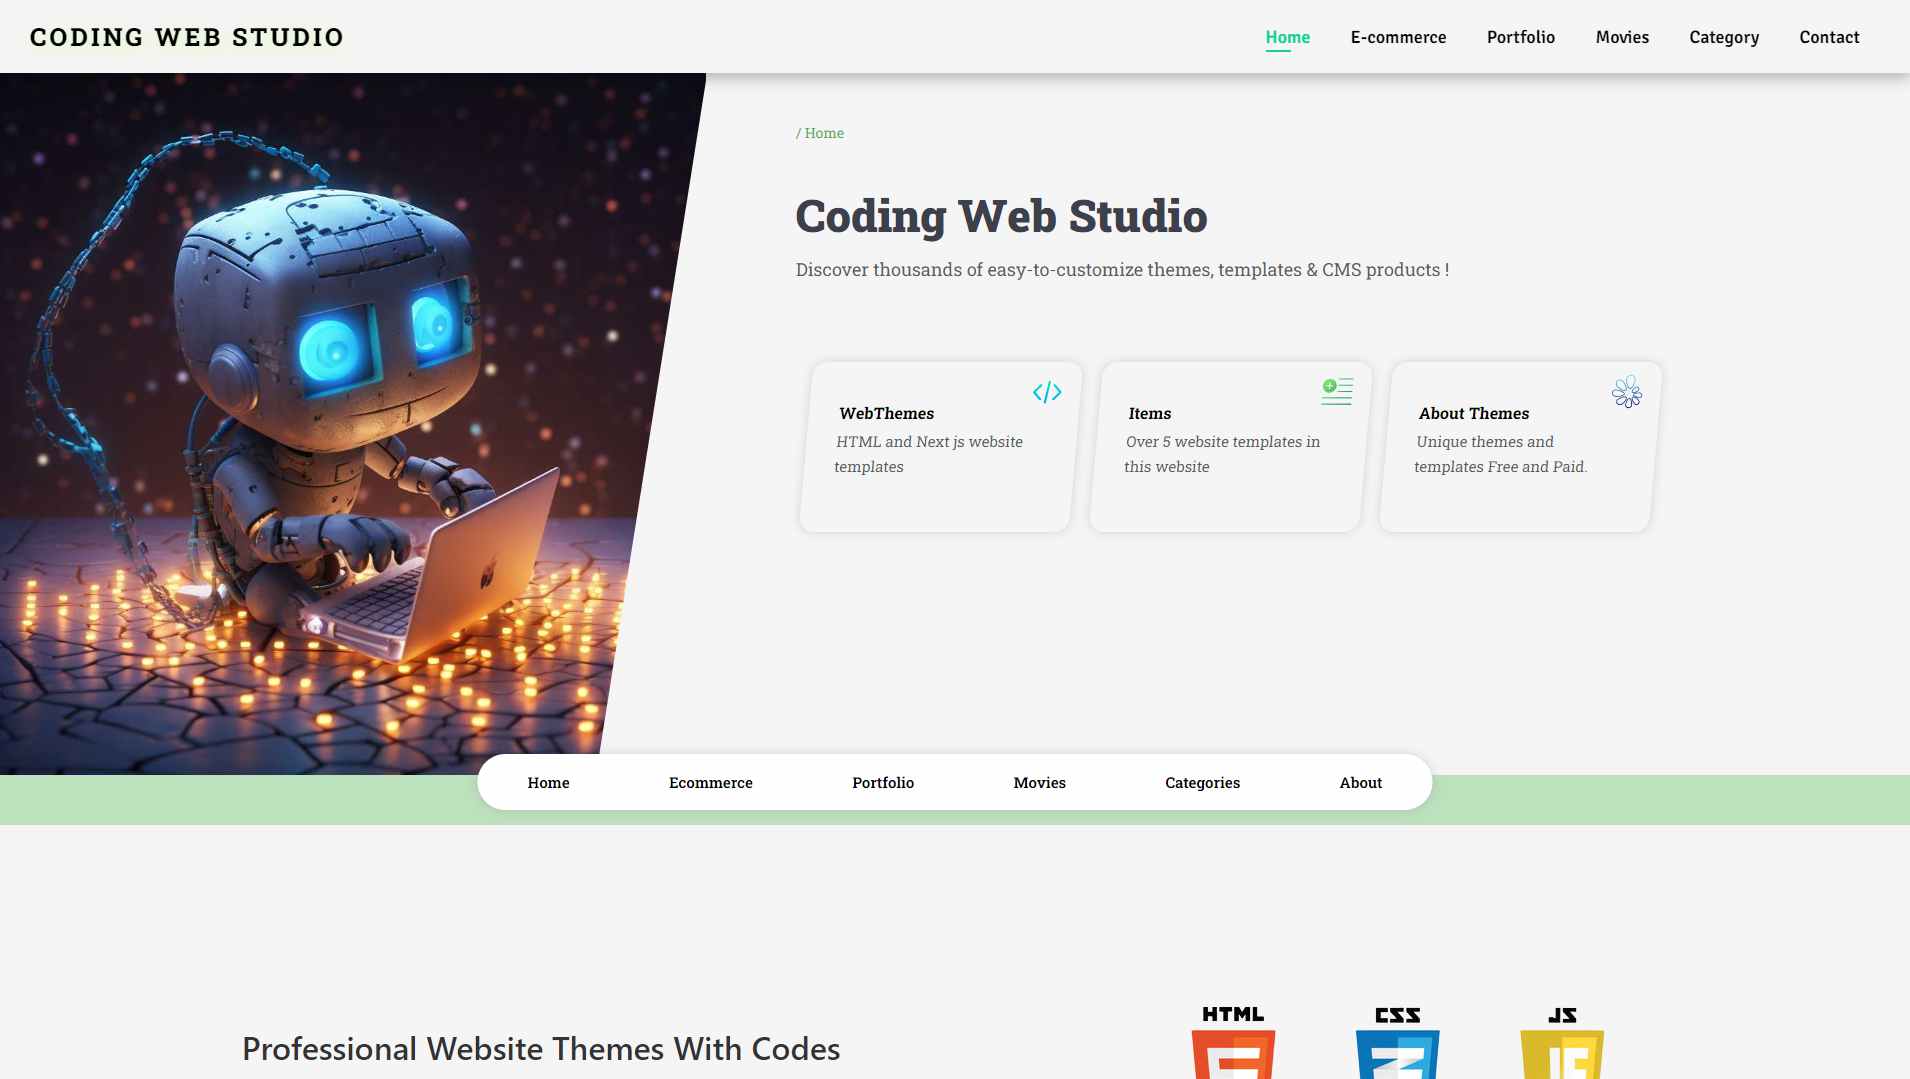 CODING WEB STUDIO
Home E-commerce Portfolio Movies Category Contact
/ Home
Coding Web Studio
Discover thousands of easy-to-customize themes, templates & CMS products !
WebThemes
HTML and Next js website
templates
Items
Over 5 website templates in
this website
About Themes
Unique themes and
templates Free and Paid.
Home Ecommerce Portfolio Movies Categories About
Professional Website Themes With Codes
HTML
CSS
JS